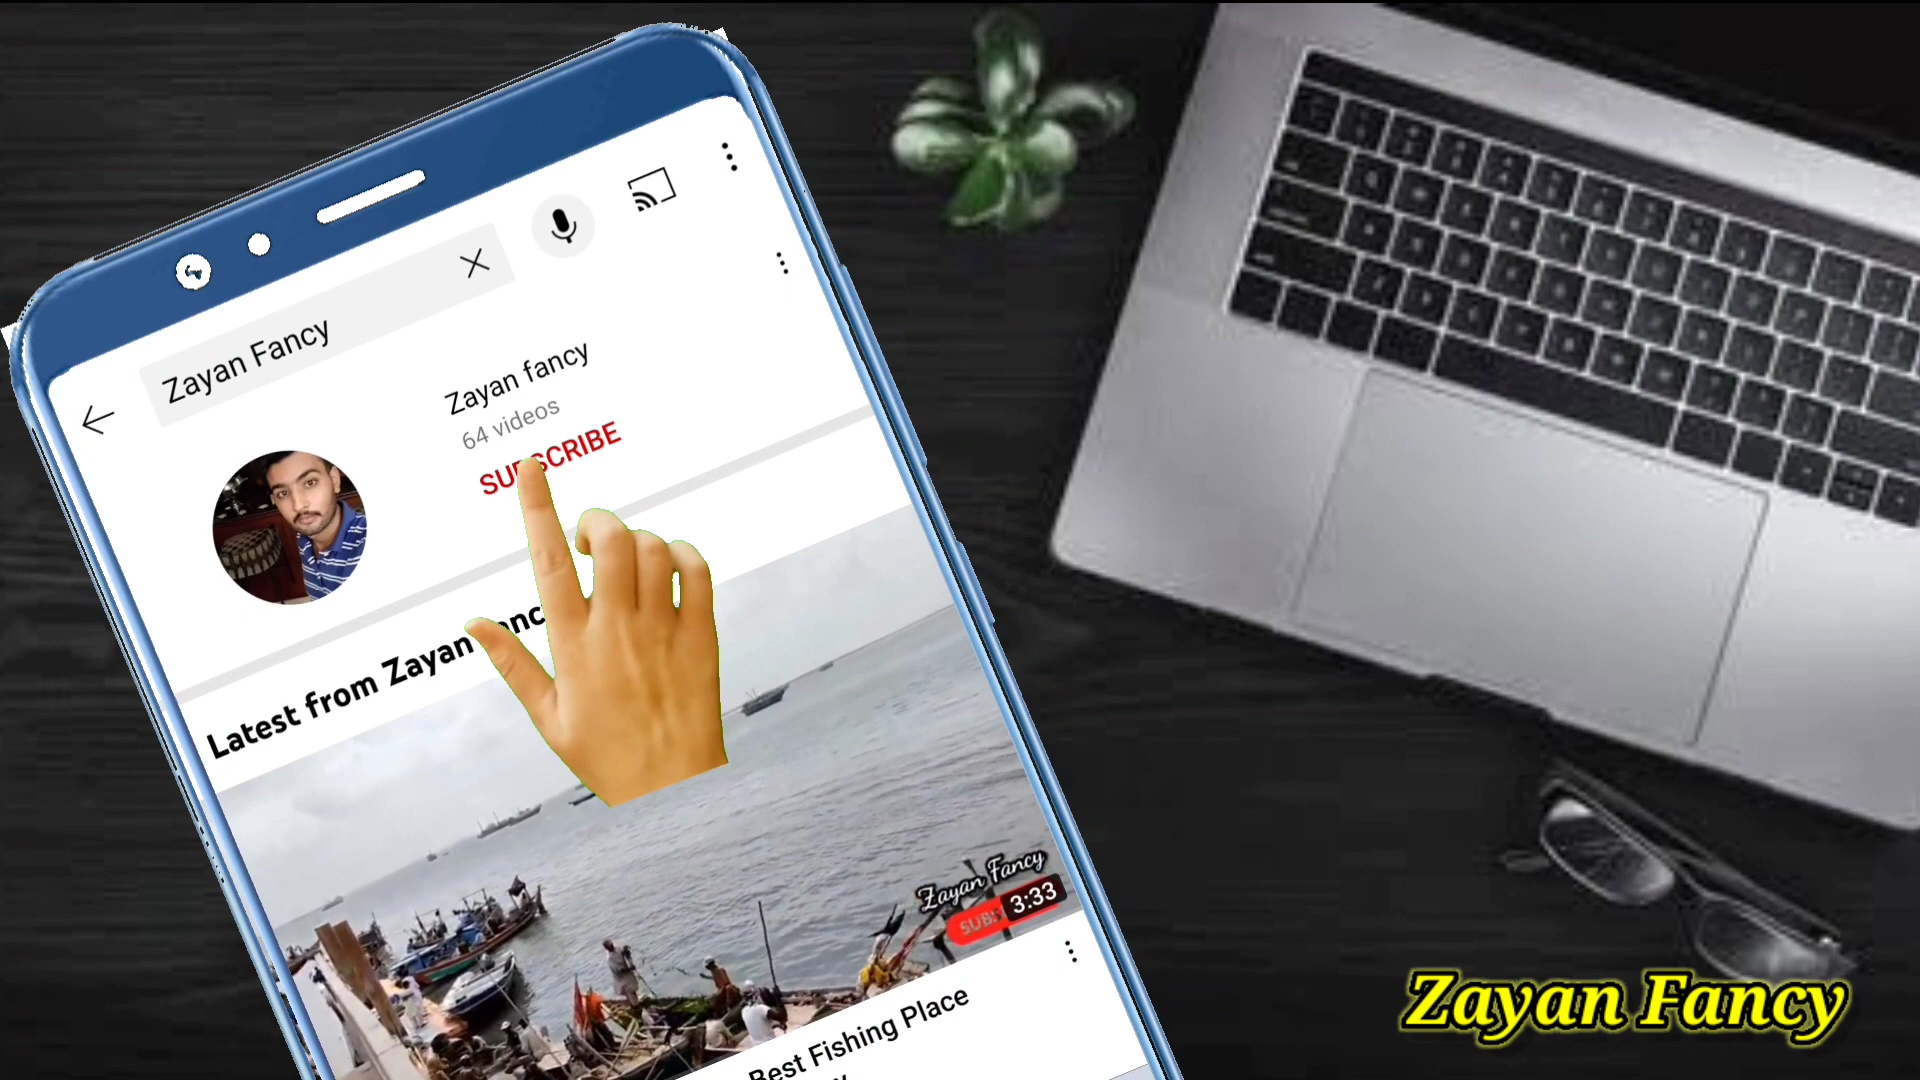 Zayan Fancy
Zayan fancy
64 videos
SUBSCRIBE
Latest from Zayan
Zayan Fancy
3:33
Best Fishing Place
Zayan Fancy